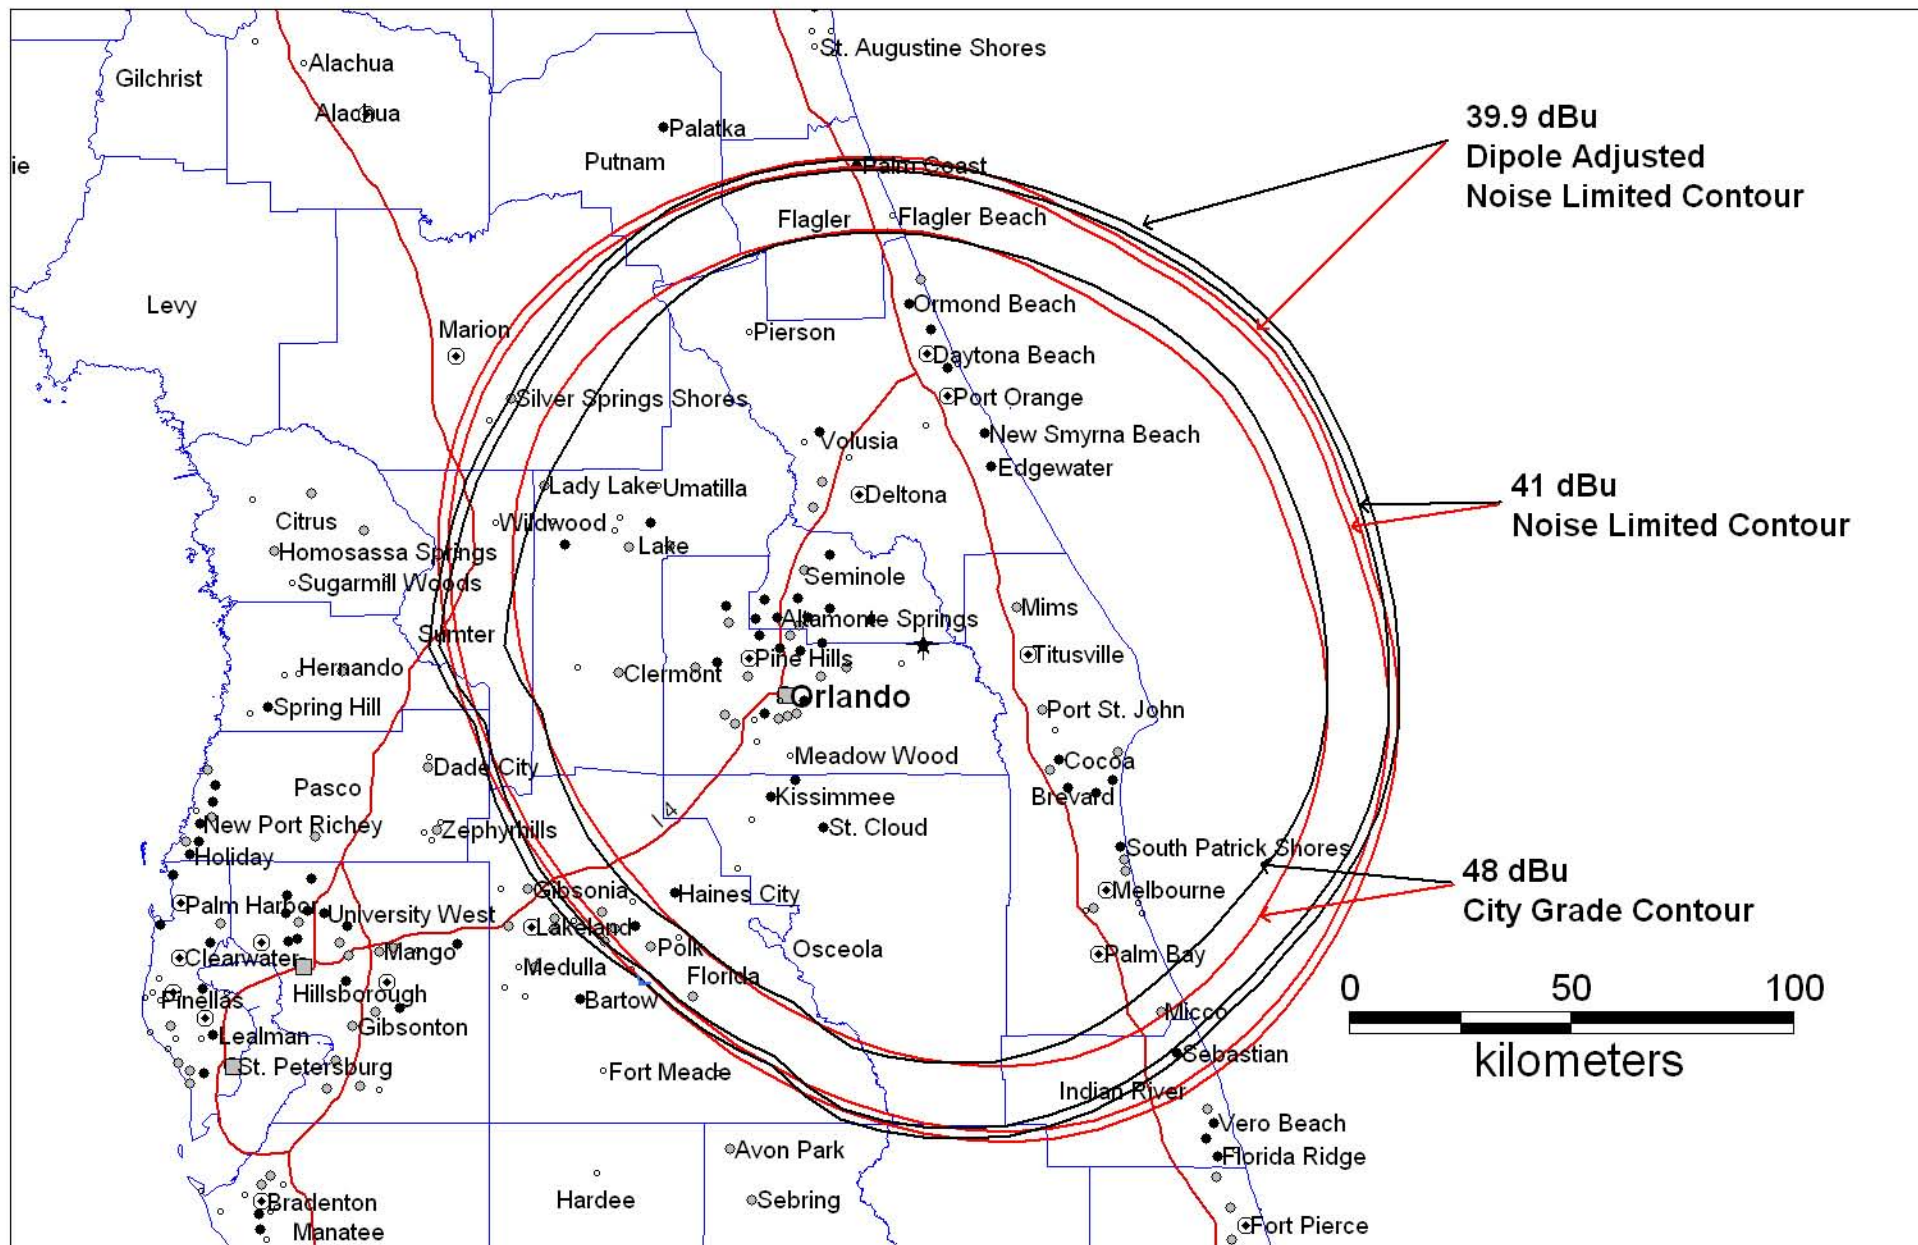 St. Augustine Shores
Alachua
Gilchrist
Alachua
39.9 dBu
Dipole Adjusted
Noise Limited Contour
Palatka
Putnam
ie
Palm Coast
Flagler
Flagler Beach
Levy
Ormond Beach
Marion
Pierson
Daytona Beach
Silver Springs Shores
Port Orange
Volusia
New Smyrna Beach
Edgewater
Lady Lake
Umatilla
Deltona
41 dBu
Noise Limited Contour
Citrus
Wildwood
Lake
Homosassa Springs
Seminole
Sugarmill Woods
Mims
Altamonte Springs
Sumter
Pine Hills
Titusville
Hernando
Clermont
Orlando
Spring Hill
Port St. John
Meadow Wood
Dade City
Cocoa
Pasco
Kissimmee
Brevard
14
New Port Richey
Zephyrhills
St. Cloud
Holiday
South Patrick Shores
48 dBu
City Grade Contour
Gibsonia
Haines City
Melbourne
Palm Harbor
University West
Lakeland
Clearwater
Mango
Polk
Osceola
Palm Bay
Medulla
Florida
0 50 100
kilometers
Pinellas
Hillsborough
Bartow
Micco
Lealman
Gibsonton
Sebastian
St. Petersburg
Fort Meade
Indian River
Vero Beach
Avon Park
Florida Ridge
Bradenton
Hardee
Sebring
Manatee
Fort Pierce